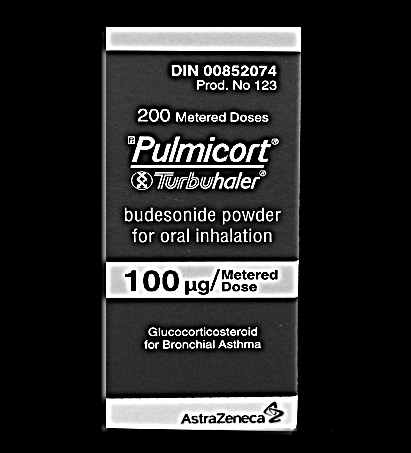 DIN 00852074
Prod. No 123
200 Metered Doses
Pr Pulmicort®
Turbuhaler®
budesonide powder
for oral inhalation
100 µg/Metered Dose
Glucocorticosteroid
for Bronchial Asthma
AstraZeneca